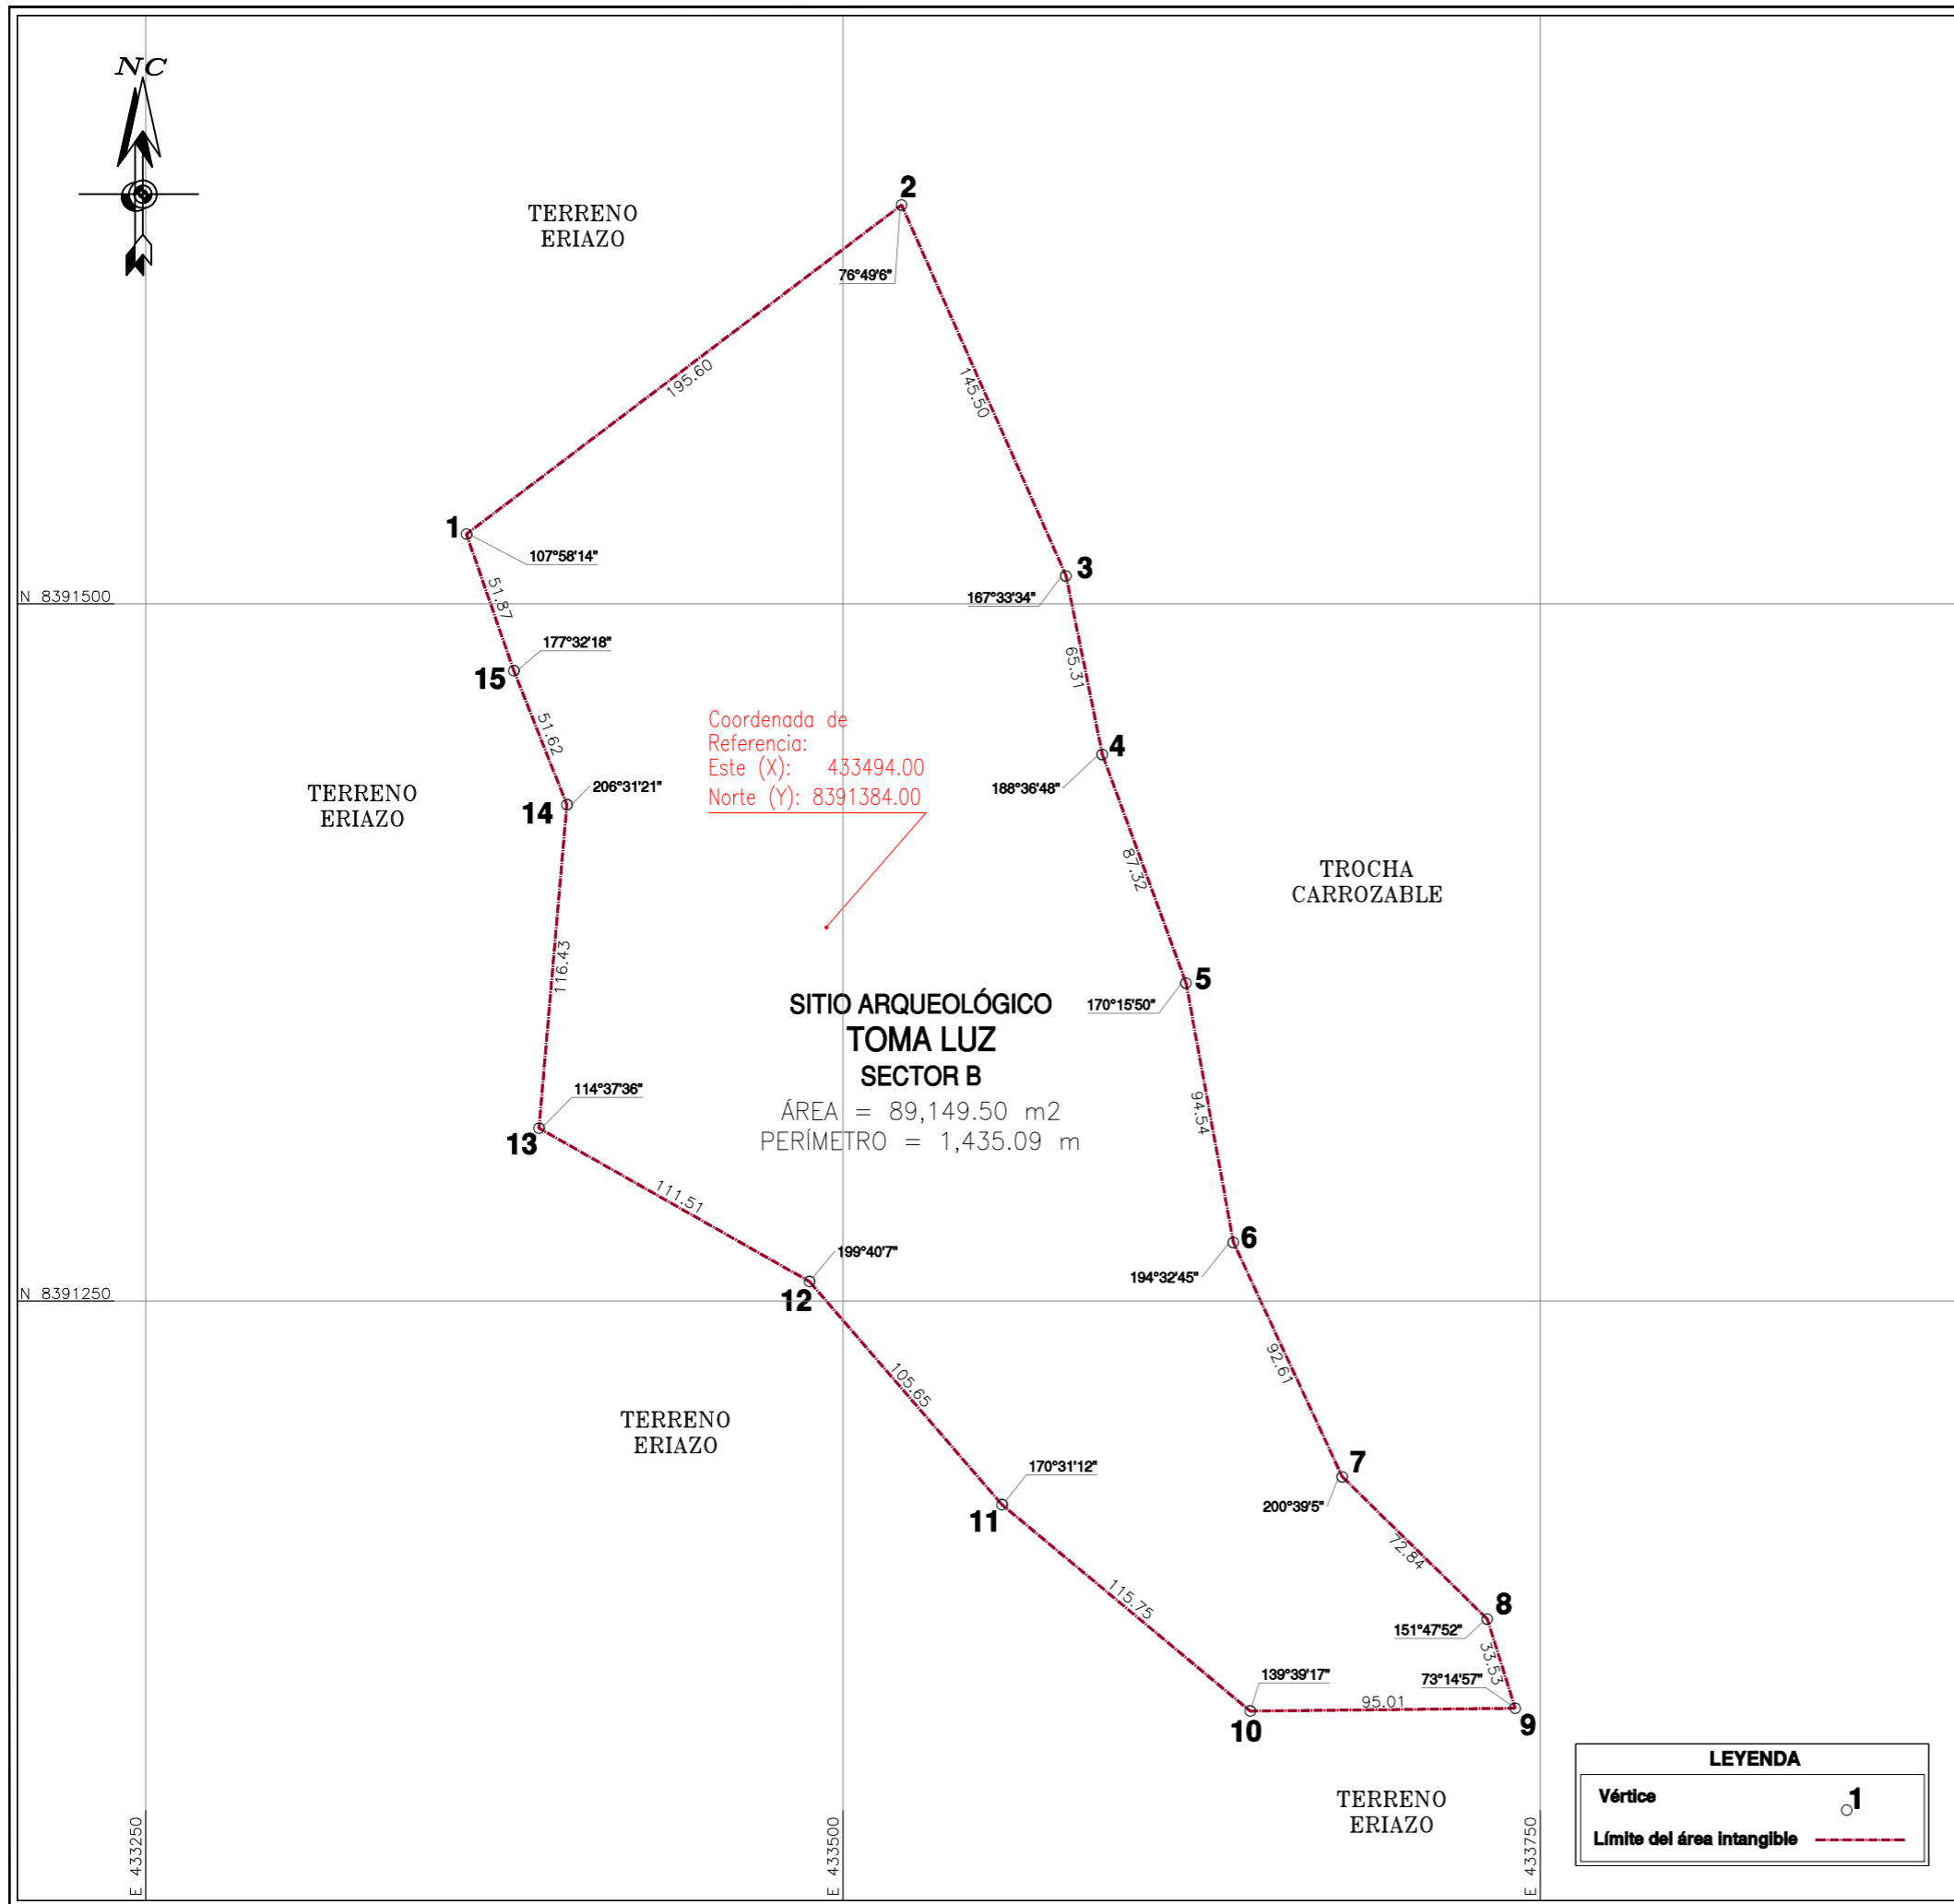 NC
TERRENO
ERIAZO
2
76°49'6"
195.60
145.50
1
107°58'14"
3
167°33'34"
N 8391500
51.87
177°32'18"
15
65.31
51.62
4
188°36'48"
Coordenada de
Referencia:
Este (X): 433494.00
Norte (Y): 8391384.00
TERRENO
ERIAZO
206°31'21"
14
87.32
TROCHA
CARROZABLE
116.43
5
170°15'50"
SITIO ARQUEOLÓGICO
TOMA LUZ
SECTOR B
ÁREA = 89,149.50 m2
PERÍMETRO = 1,435.09 m
114°37'36"
13
94.54
111.51
199°40'7"
12
6
194°32'45"
N 8391250
92.61
105.65
TERRENO
ERIAZO
170°31'12"
11
7
200°39'5"
72.84
115.75
8
151°47'52"
33.53
73°14'57"
139°39'17"
95.01
10
9
TERRENO
ERIAZO
E 433250
E 433500
E 433750
LEYENDA
Vértice 1
Límite del área intangible